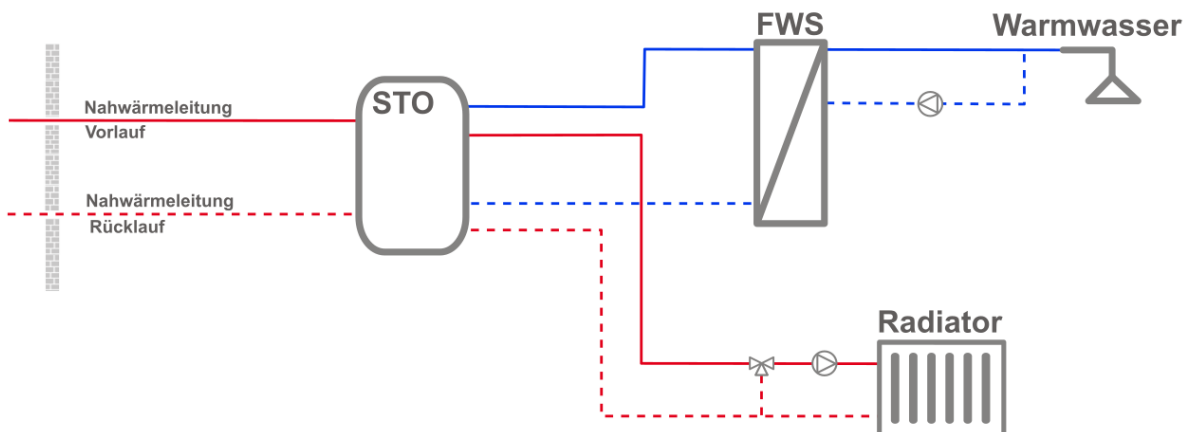 FWS
Warmwasser
STO
Nahwärmeleitung
Vorlauf
Nahwärmeleitung
Rücklauf
Radiator